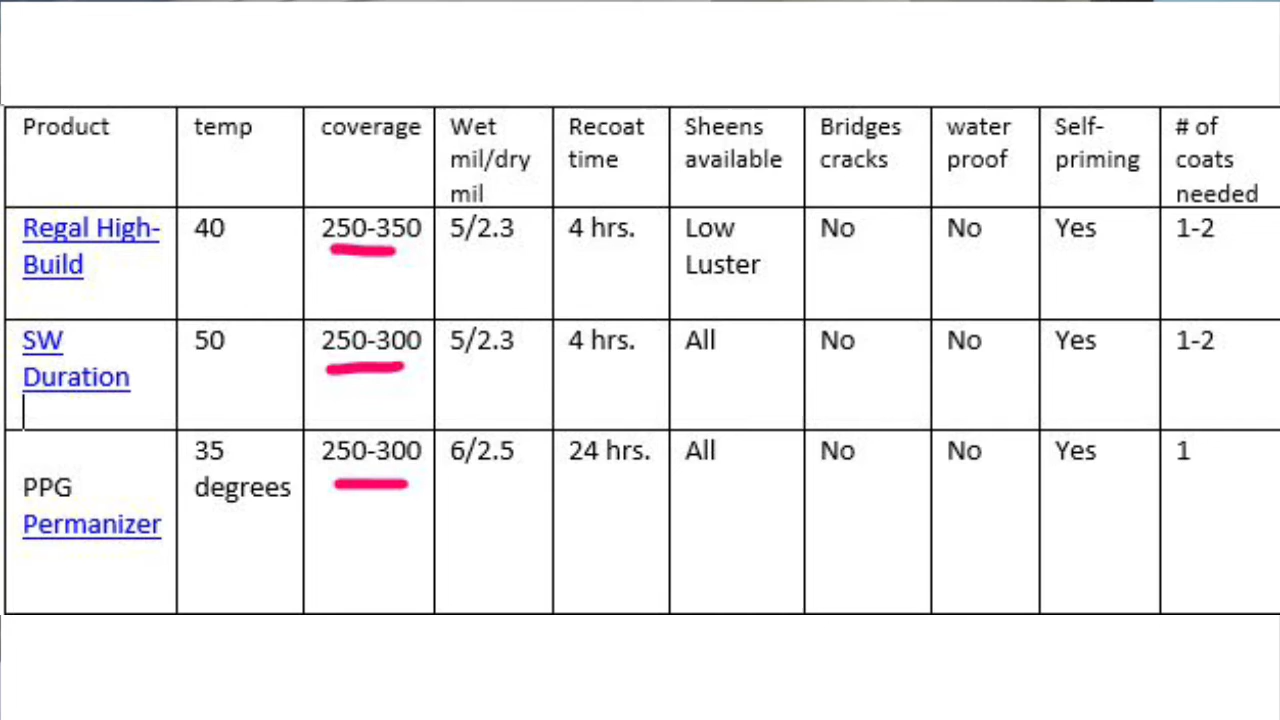 Product temp coverage Wet mil/dry mil Recoat time Sheens available Bridges cracks water proof Self-priming # of coats needed
Regal High-Build 40 250-350 5/2.3 4 hrs. Low Luster No No Yes 1-2
SW Duration 50 250-300 5/2.3 4 hrs. All No No Yes 1-2
PPG Permanizer 35 degrees 250-300 6/2.5 24 hrs. All No No Yes 1